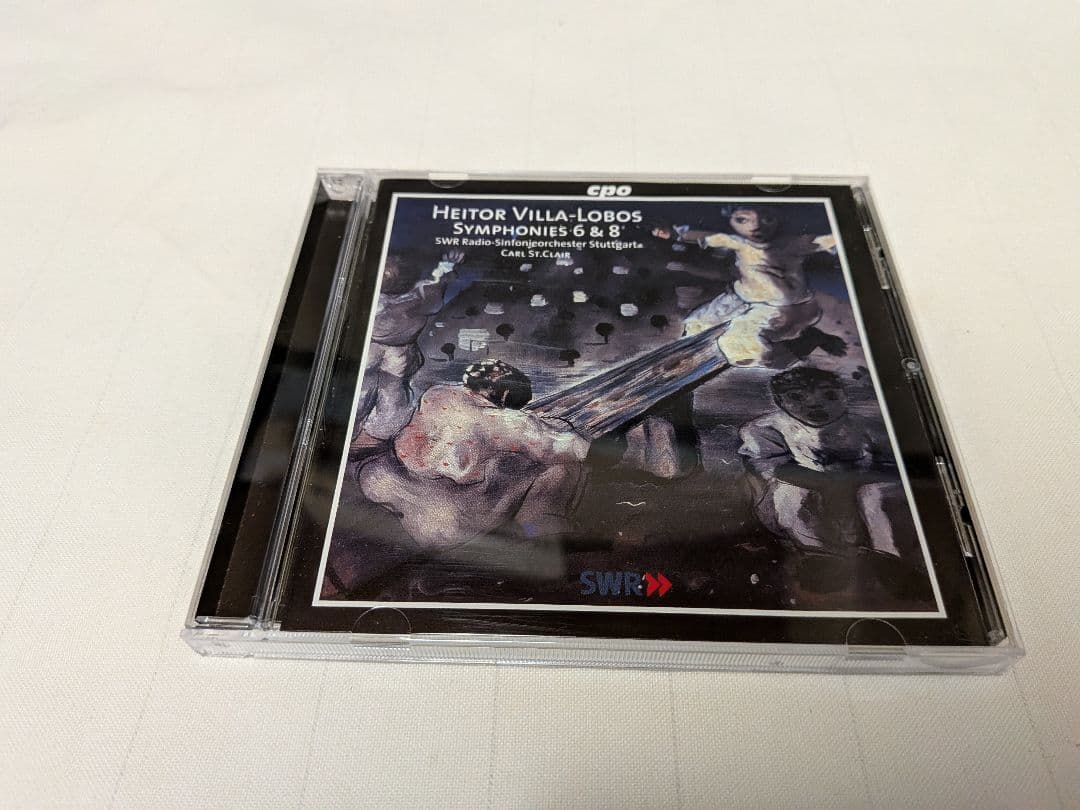 cpo
HEITOR VILLA-LOBOS
SYMPHONIES 6 & 8
SWR Radio-Sinfonieorchester Stuttgart
CARL ST.CLAIR
SWR